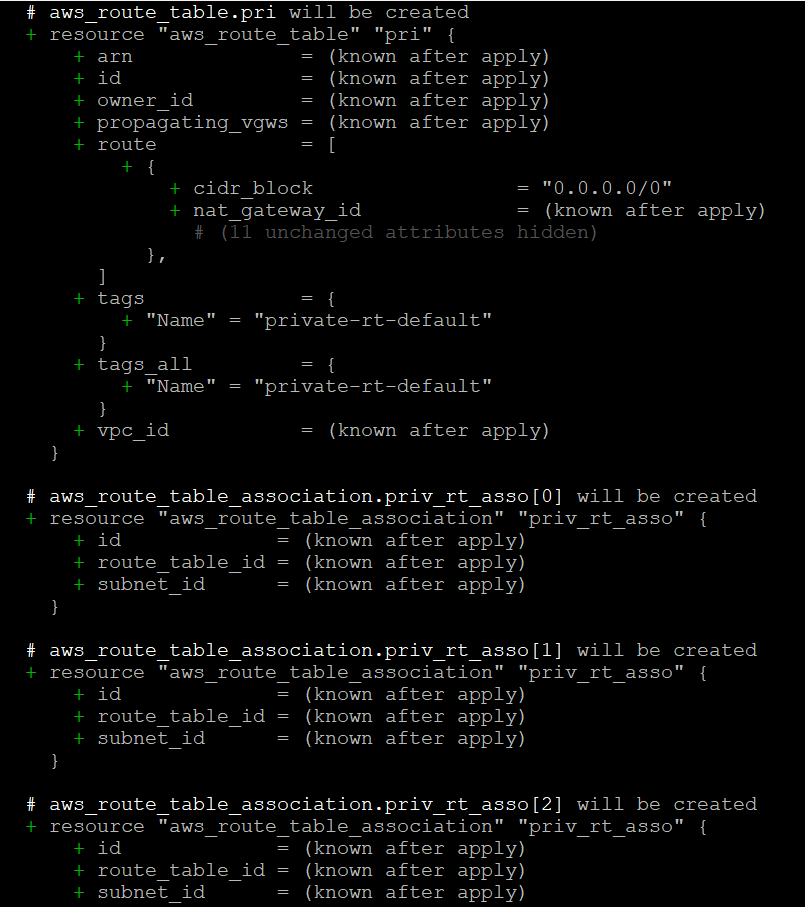 # aws_route_table.pri will be created
+ resource "aws_route_table" "pri" {
    + arn              = (known after apply)
    + id               = (known after apply)
    + owner_id         = (known after apply)
    + propagating_vgws = (known after apply)
    + route            = [
        + {
            + cidr_block                 = "0.0.0.0/0"
            + nat_gateway_id             = (known after apply)
              # (11 unchanged attributes hidden)
          },
      ]
    + tags             = {
        + "Name" = "private-rt-default"
      }
    + tags_all         = {
        + "Name" = "private-rt-default"
      }
    + vpc_id           = (known after apply)
  }
# aws_route_table_association.priv_rt_asso[0] will be created
+ resource "aws_route_table_association" "priv_rt_asso" {
    + id             = (known after apply)
    + route_table_id = (known after apply)
    + subnet_id      = (known after apply)
  }
# aws_route_table_association.priv_rt_asso[1] will be created
+ resource "aws_route_table_association" "priv_rt_asso" {
    + id             = (known after apply)
    + route_table_id = (known after apply)
    + subnet_id      = (known after apply)
  }
# aws_route_table_association.priv_rt_asso[2] will be created
+ resource "aws_route_table_association" "priv_rt_asso" {
    + id             = (known after apply)
    + route_table_id = (known after apply)
    + subnet_id      = (known after apply)